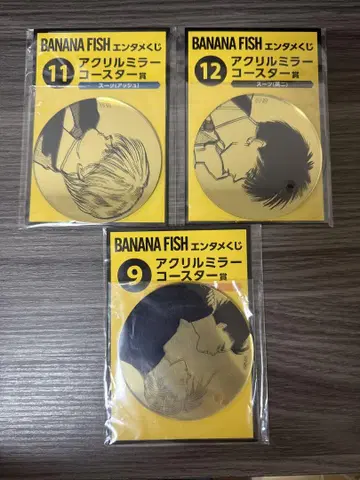 BANANA FISH エンタメくじ
11 アクリルミラー
コースター賞
スーツ(アッシュ)
BANANA FISH エンタメくじ
12 アクリルミラー
コースター賞
スーツ(英二)
BANANA FISH エンタメくじ
9 アクリルミラー
コースター賞